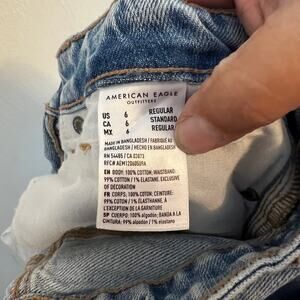 AMERICAN EAGLE
OUTFITTERS
US 6 REGULAR
CA 6 STANDARD
MX 6 REGULAR
MADE IN BANGLADESH / FABRIQUÉ AU
BANGLADESH / HECHO EN BANGLADESH
RN 54485 / CA 03873
EN BODY: 100% COTTON; WAISTBAND:
99% COTTON / 1% ELASTANE. EXCLUSIVE
OF DECORATION
FR CORPS: 100% COTON; CEINTURE:
99% COTON / 1% ÉLASTHANNE. À
L'EXCEPTION DE LA GARNITURE
SP CUERPO: 100% algodón; BANDA A LA
CINTURA: 99% algodón / 1% elastano